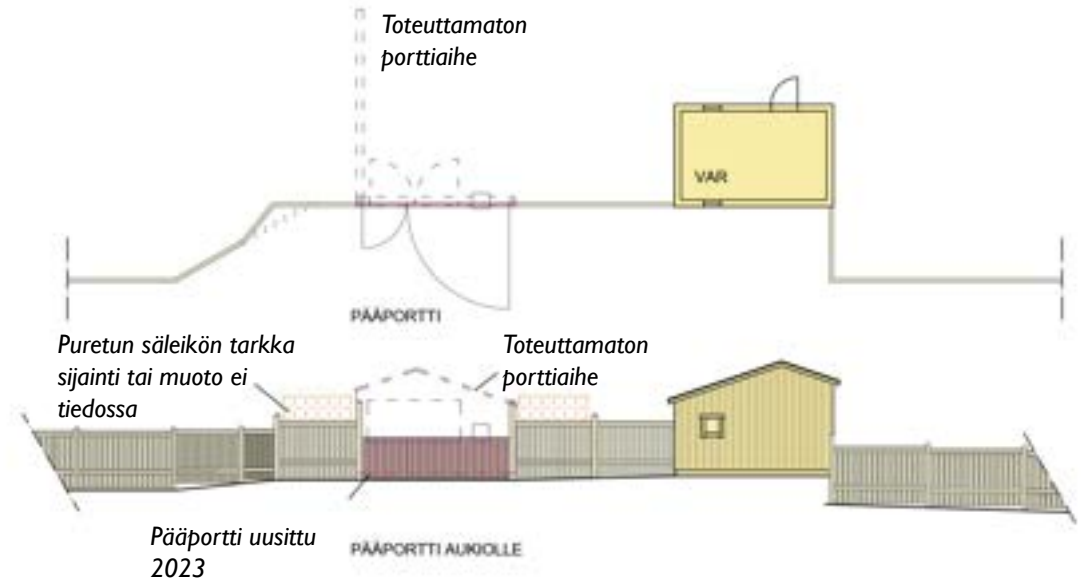 Toteuttamaton
porttiaihe
VAR
PÄÄPORTTI
Puretun säleikön tarkka
sijainti tai muoto ei
tiedossa
Toteuttamaton
porttiaihe
Pääportti uusittu
2023
PÄÄPORTTI AUKIOLLE